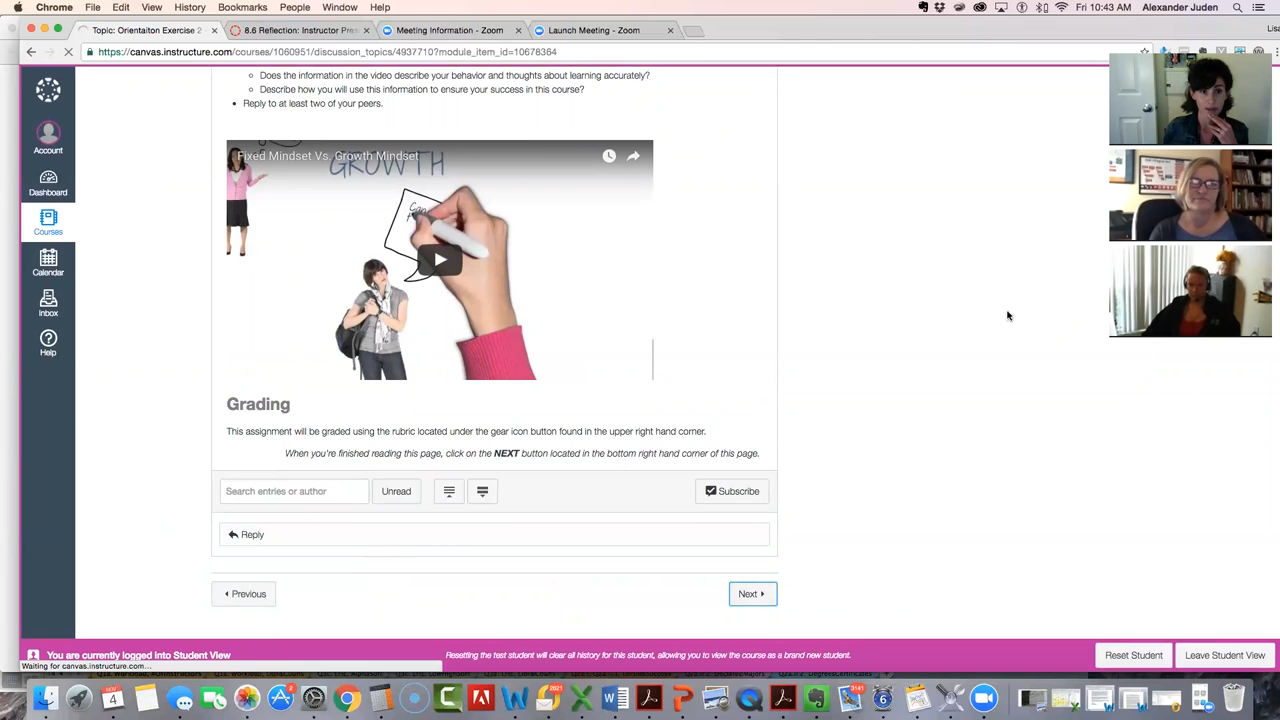 Chrome File Edit View History Bookmarks People Window Help Fri 10:43 AM Alexander Juden
Topic: Orientaiton Exercise 2 8.6 Reflection: Instructor Pres Meeting Information - Zoom Launch Meeting - Zoom Lisa
https://canvas.instructure.com/courses/1060951/discussion_topics/4937710?module_item_id=10678364
Does the information in the video describe your behavior and thoughts about learning accurately?
Describe how you will use this information to ensure your success in this course?
Reply to at least two of your peers.
Account
Dashboard
Courses
Calendar
Inbox
Help
Fixed Mindset Vs. Growth Mindset
GROWTH
Grading
This assignment will be graded using the rubric located under the gear icon button found in the upper right hand corner.
When you're finished reading this page, click on the NEXT button located in the bottom right hand corner of this page.
Search entries or author Unread Subscribe
Reply
Previous Next
You are currently logged into Student View Resetting the test student will clear all history for this student, allowing you to view the course as a brand new student. Reset Student Leave Student View
Waiting for canvas.instructure.com...
NOV
4
2021
2
3141
6